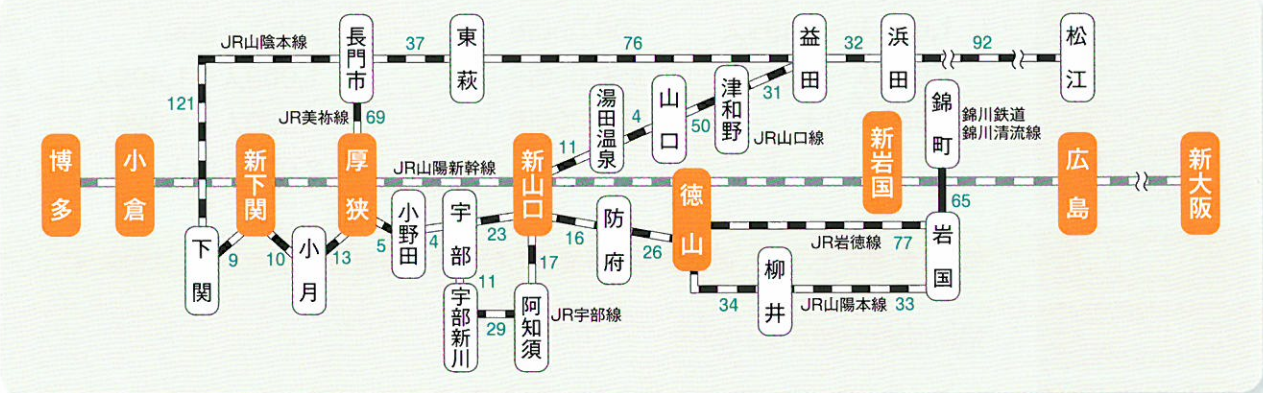 JR山陰本線
長門市
37
東萩
76
益田
32
浜田
92
松江
121
JR美祢線
69
湯田温泉
4
山口
50
津和野
31
JR山口線
11
錦町
錦川鉄道
錦川清流線
博多
小倉
新下関
厚狭
JR山陽新幹線
新山口
徳山
新岩国
65
広島
新大阪
下関
9
10
小月
13
5
小野田
4
宇部
23
16
防府
26
JR岩徳線
77
岩国
11
17
宇部新川
29
阿知須
JR宇部線
34
柳井
JR山陽本線
33